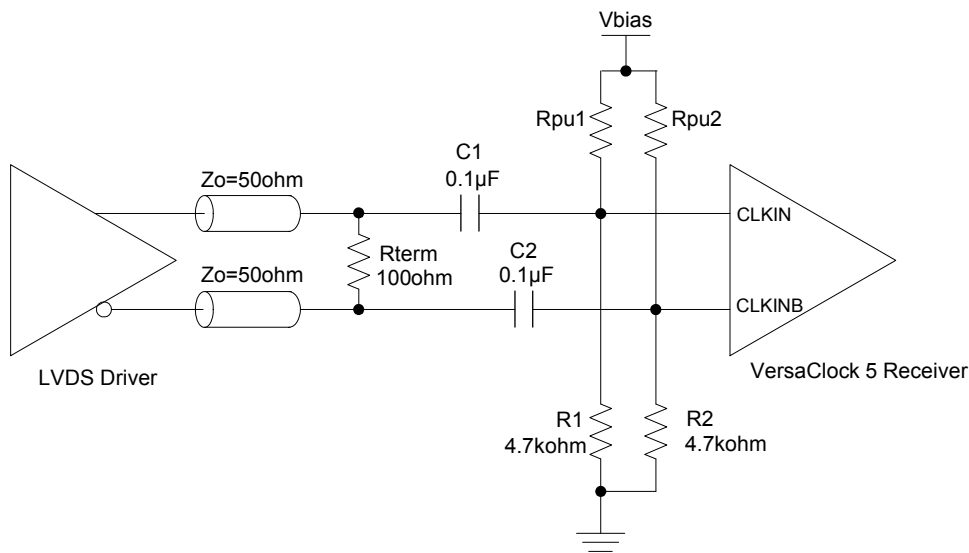 Vbias
Rpu1
Rpu2
C1
0.1µF
Zo=50ohm
CLKIN
Rterm
100ohm
C2
0.1µF
Zo=50ohm
CLKINB
LVDS Driver
VersaClock 5 Receiver
R1
4.7kohm
R2
4.7kohm